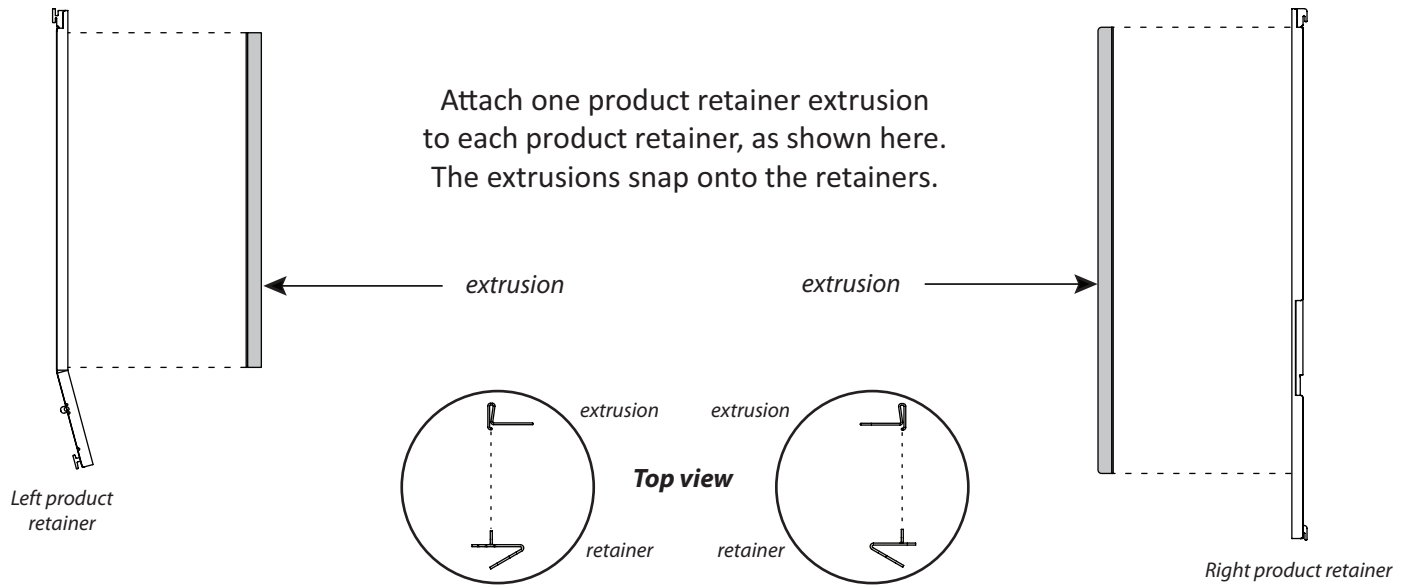 Attach one product retainer extrusion
to each product retainer, as shown here.
The extrusions snap onto the retainers.
extrusion
extrusion
extrusion
extrusion
Top view
retainer
retainer
Left product
retainer
Right product retainer